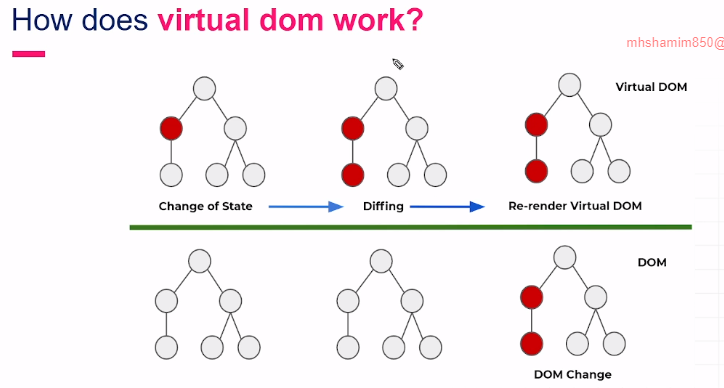 How does virtual dom work?
mhshamim850@
Virtual DOM
Change of State
Diffing
Re-render Virtual DOM
DOM
DOM Change